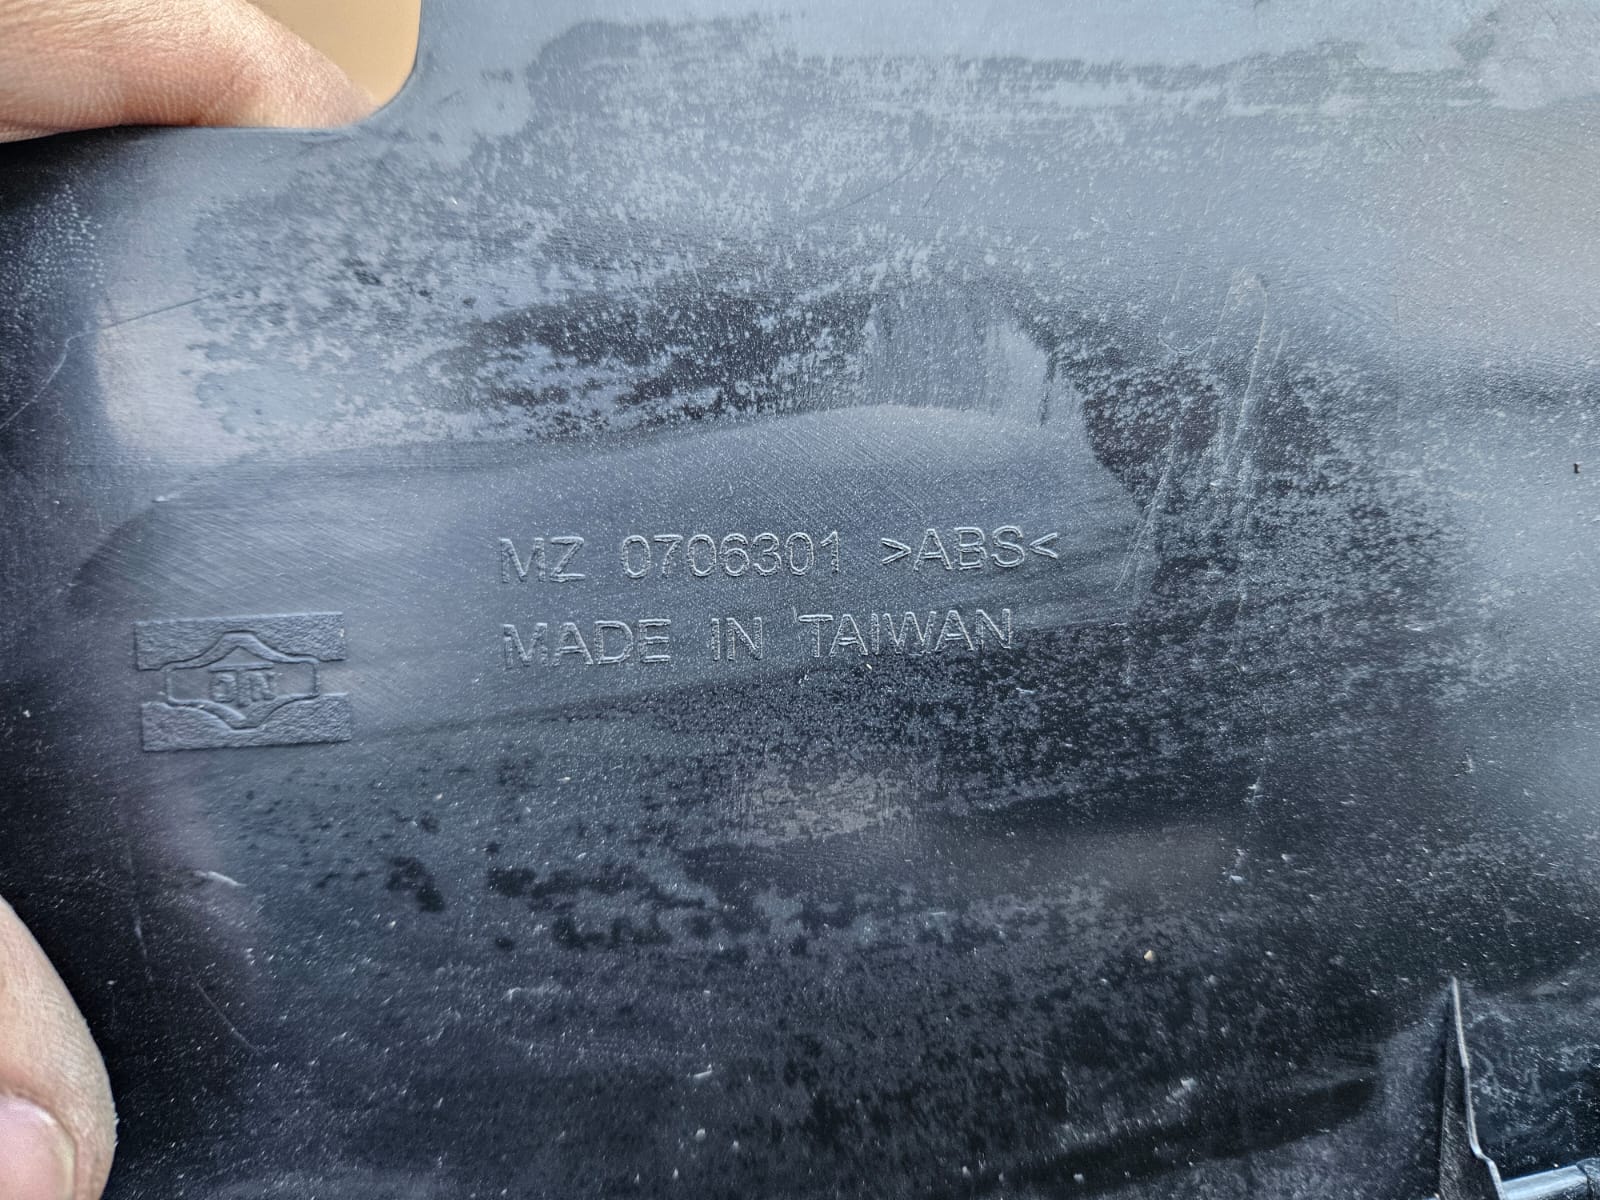 MZ 0706301 >ABS<
MADE IN TAIWAN